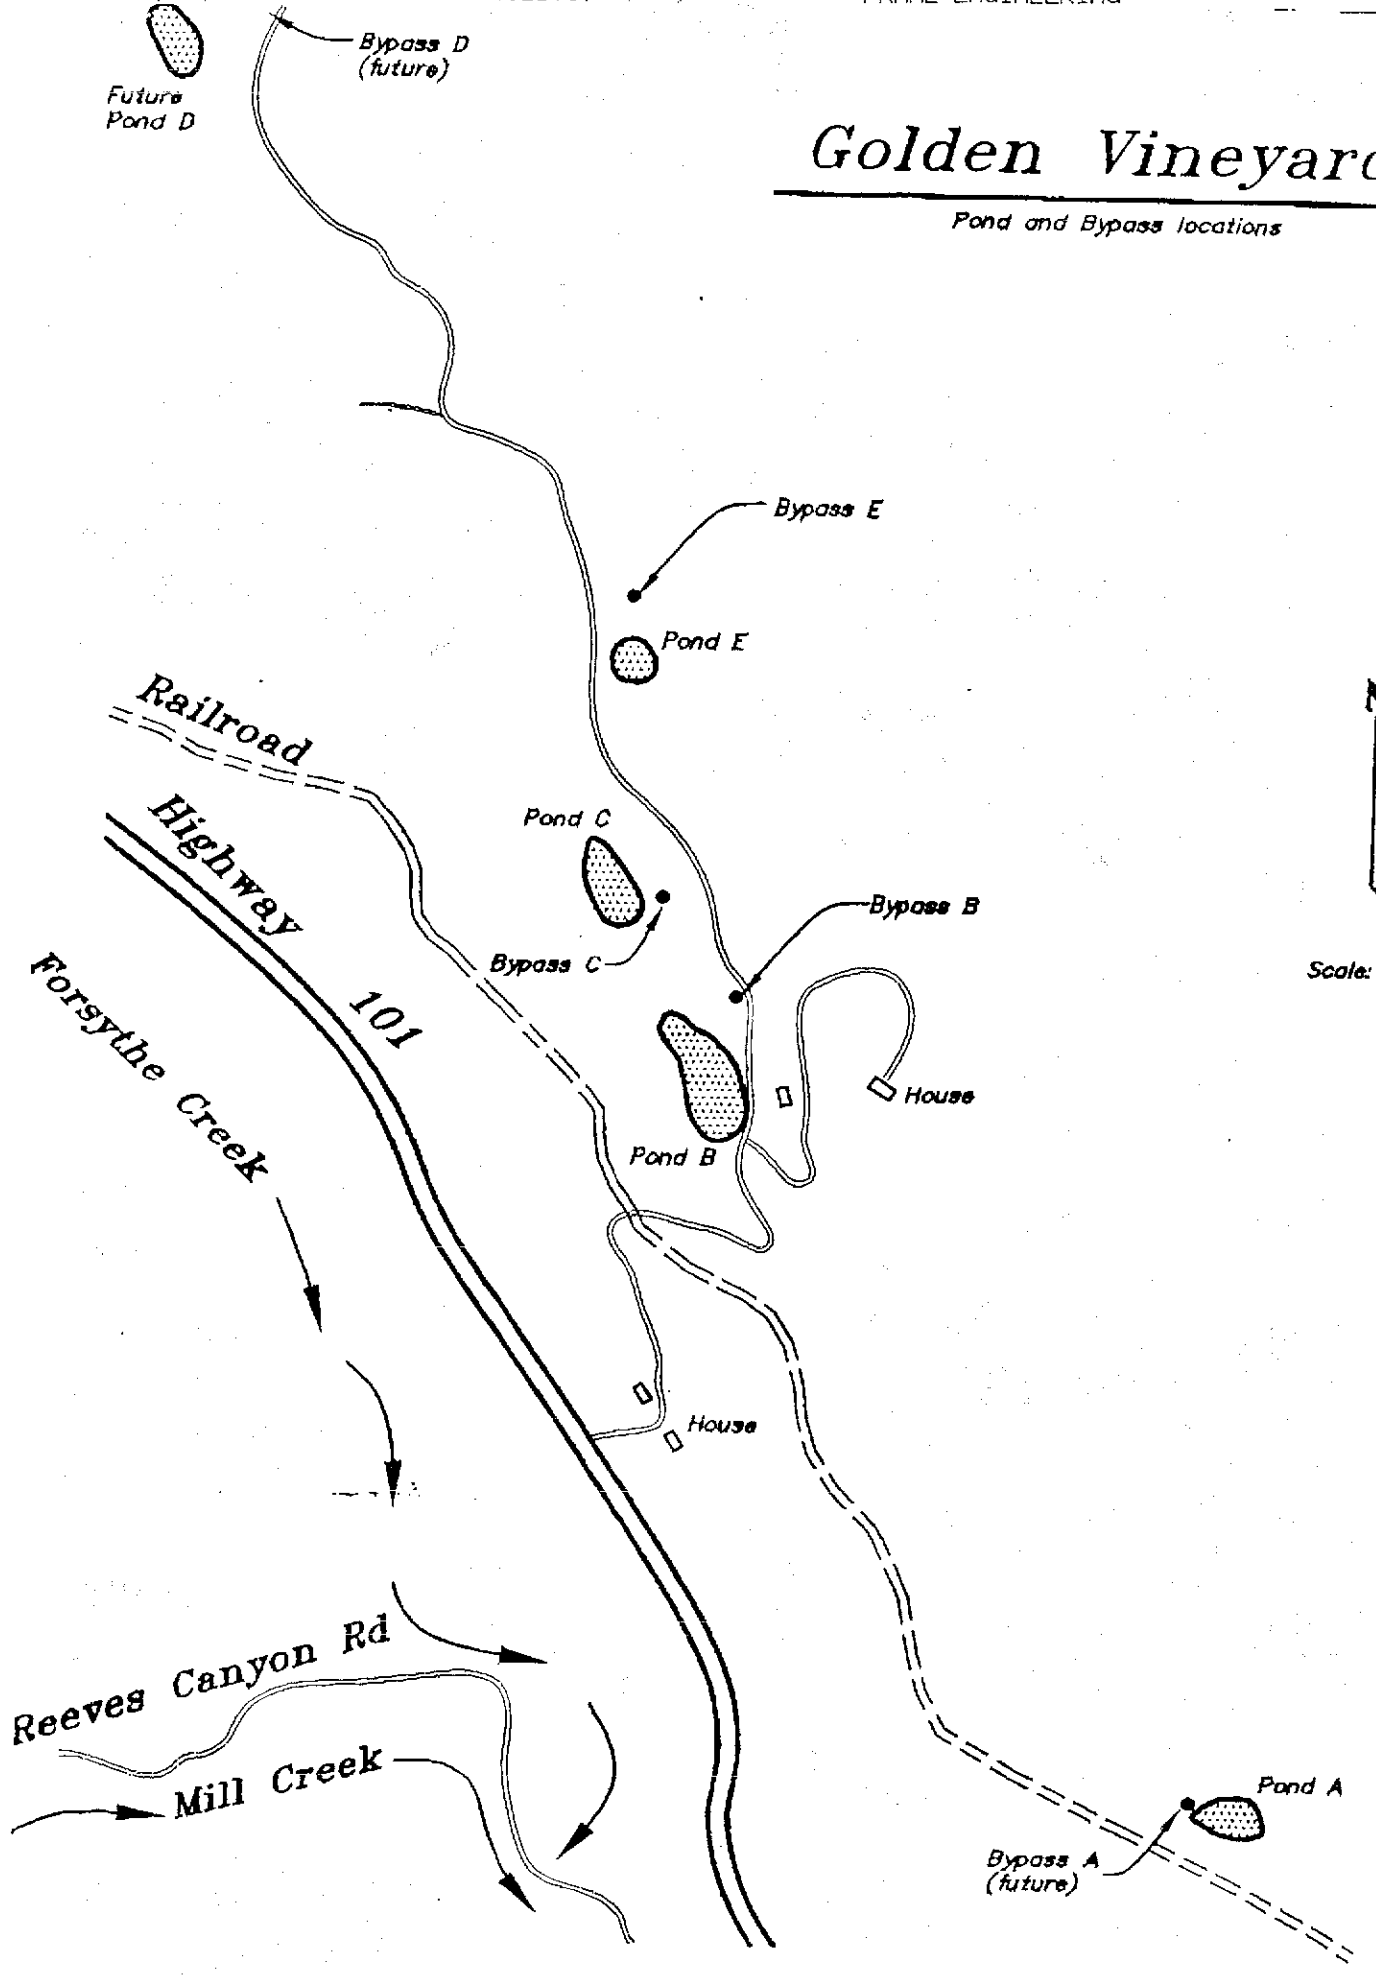 Bypass D
(future)
Future
Pond D
Golden Vineyard
Pond and Bypass locations
Bypass E
Pond E
Railroad
Highway
101
Pond C
Bypass C
Bypass B
Scale:
Forsythe Creek
House
Pond B
House
Reeves Canyon Rd
Mill Creek
Pond A
Bypass A
(future)